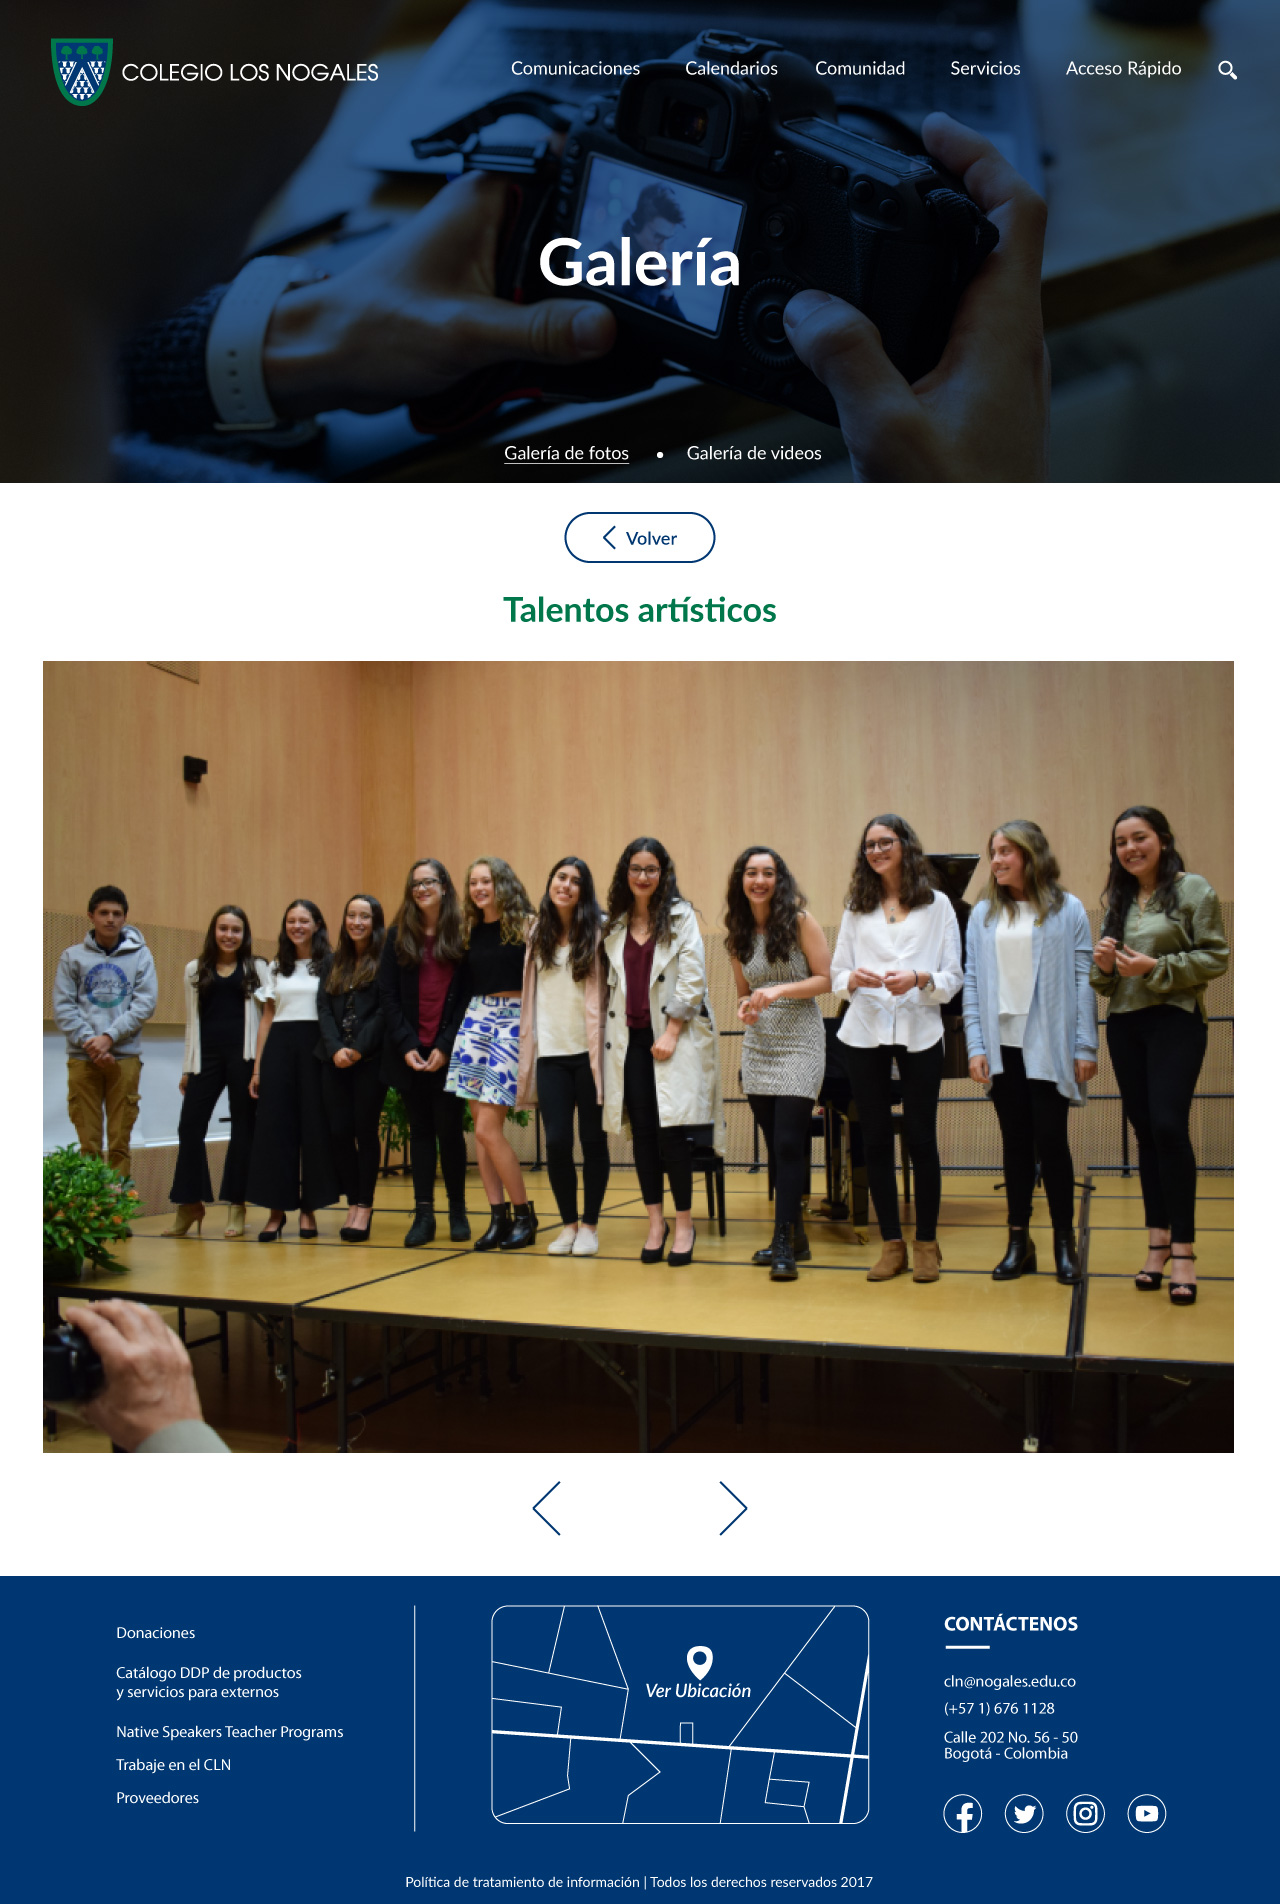 COLEGIO LOS NOGALES
Comunicaciones
Calendarios
Comunidad
Servicios
Acceso Rápido
Galería
Galería de fotos
Galería de videos
Volver
Talentos artísticos
Donaciones
Catálogo DDP de productos
y servicios para externos
Native Speakers Teacher Programs
Trabaje en el CLN
Proveedores
Ver Ubicación
CONTÁCTENOS
cln@nogales.edu.co
(+57 1) 676 1128
Calle 202 No. 56 - 50
Bogotá - Colombia
Política de tratamiento de información | Todos los derechos reservados 2017